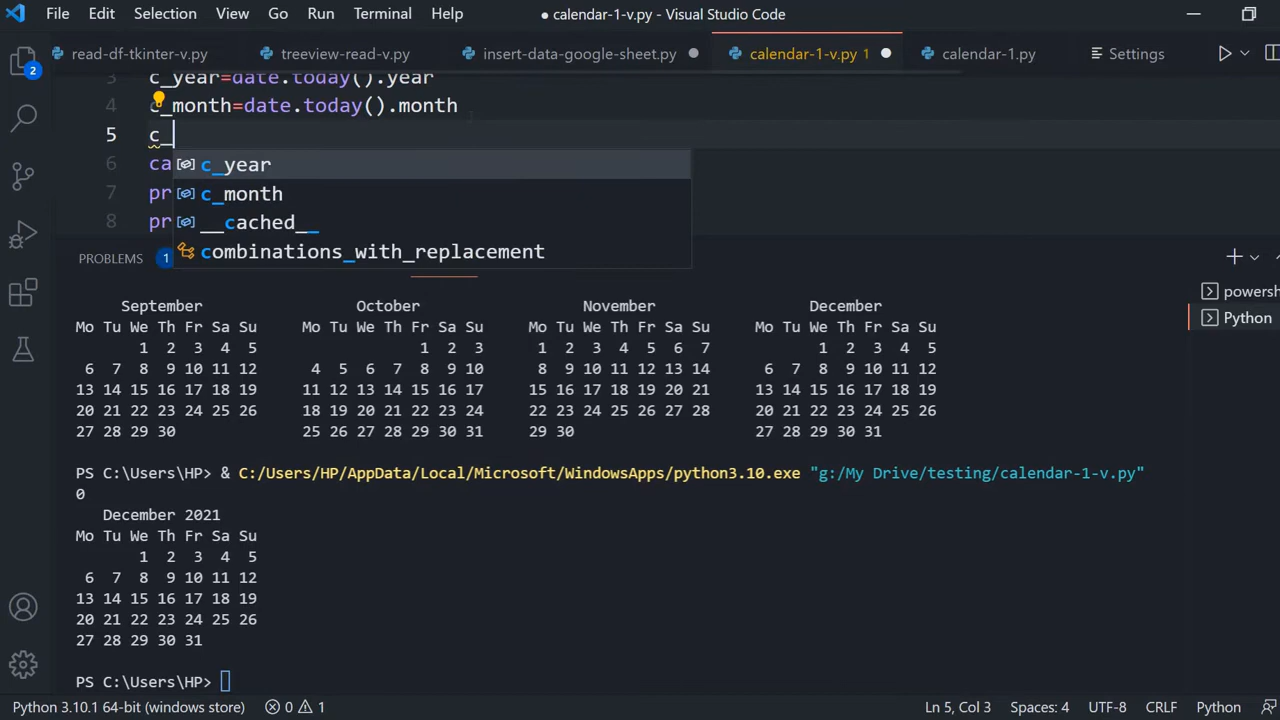 File Edit Selection View Go Run Terminal Help ● calendar-1-v.py - Visual Studio Code
read-df-tkinter-v.py treeview-read-v.py insert-data-google-sheet.py ● calendar-1-v.py 1 ● calendar-1.py Settings
2
3 c_year=date.today().year
4 c_month=date.today().month
5 c_
c_year
6 ca
c_month
7 pr
__cached__
8 pr
combinations_with_replacement
PROBLEMS 1
powersh
Python
September October November December
Mo Tu We Th Fr Sa Su Mo Tu We Th Fr Sa Su Mo Tu We Th Fr Sa Su Mo Tu We Th Fr Sa Su
1 2 3 4 5 1 2 3 1 2 3 4 5 6 7 1 2 3 4 5
6 7 8 9 10 11 12 4 5 6 7 8 9 10 8 9 10 11 12 13 14 6 7 8 9 10 11 12
13 14 15 16 17 18 19 11 12 13 14 15 16 17 15 16 17 18 19 20 21 13 14 15 16 17 18 19
20 21 22 23 24 25 26 18 19 20 21 22 23 24 22 23 24 25 26 27 28 20 21 22 23 24 25 26
27 28 29 30 25 26 27 28 29 30 31 29 30 27 28 29 30 31
PS C:\Users\HP> & C:/Users/HP/AppData/Local/Microsoft/WindowsApps/python3.10.exe "g:/My Drive/testing/calendar-1-v.py"
0
December 2021
Mo Tu We Th Fr Sa Su
1 2 3 4 5
6 7 8 9 10 11 12
13 14 15 16 17 18 19
20 21 22 23 24 25 26
27 28 29 30 31
PS C:\Users\HP>
Python 3.10.1 64-bit (windows store) 0 1 Ln 5, Col 3 Spaces: 4 UTF-8 CRLF Python